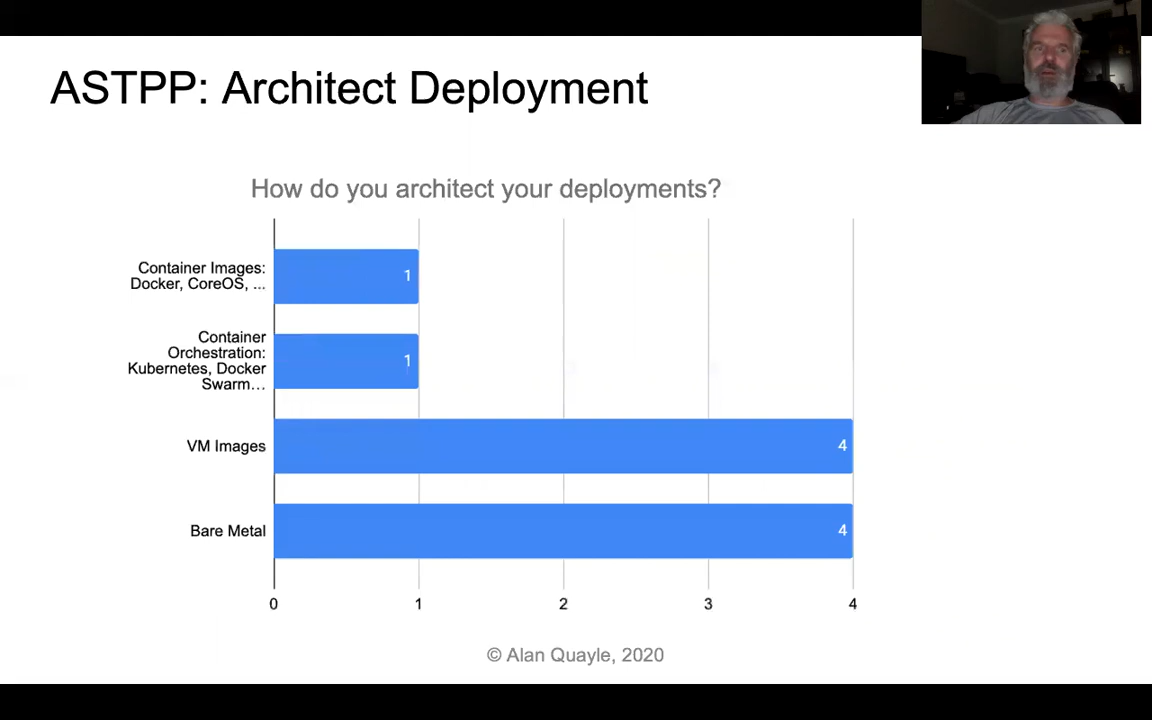 ASTPP: Architect Deployment
How do you architect your deployments?
Container Images:
Docker, CoreOS, ...
1
Container
Orchestration:
Kubernetes, Docker
Swarm…
1
VM Images
4
Bare Metal
4
0 1 2 3 4
© Alan Quayle, 2020